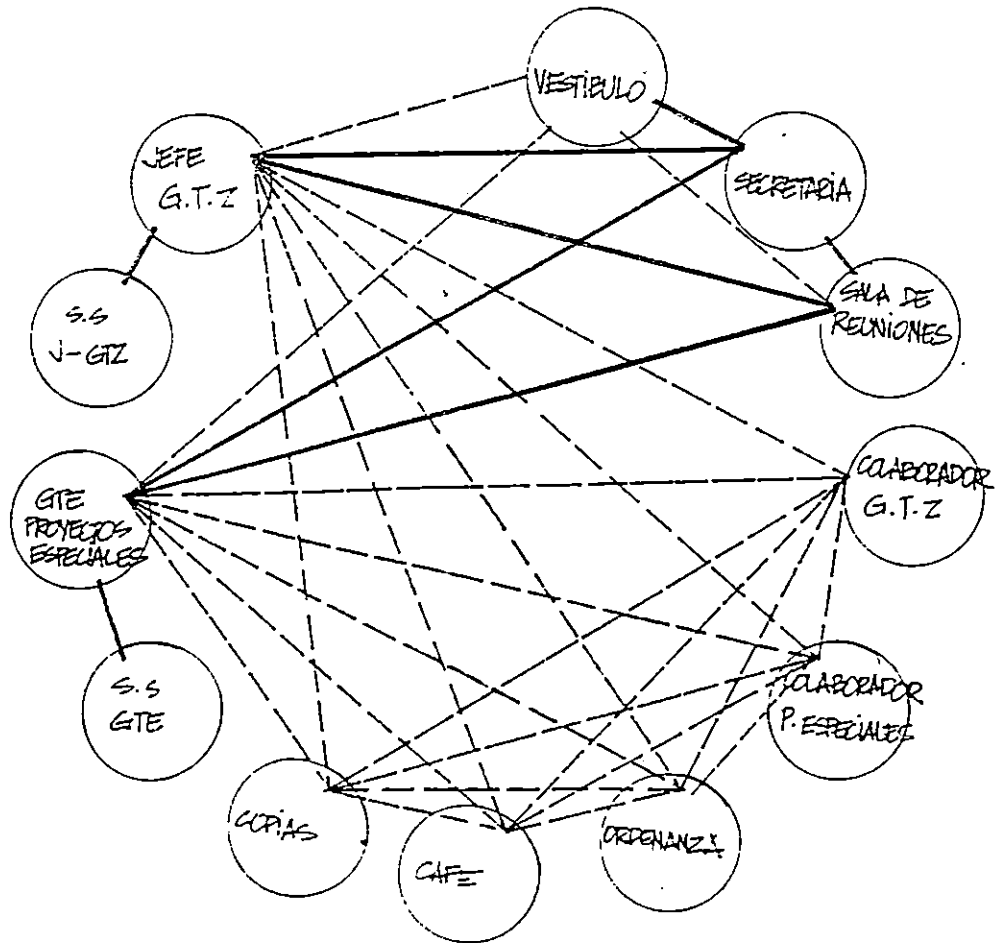 VESTIBULO
JEFE
G.T.Z
SECRETARIA
S.S
J-GTZ
SALA DE
REUNIONES
GTE
PROYECTOS
ESPECIALES
COLABORADOR
G.T.Z
S.S
GTE
COLABORADOR
P. ESPECIALES
COPIAS
CAFE
ORDENANZA